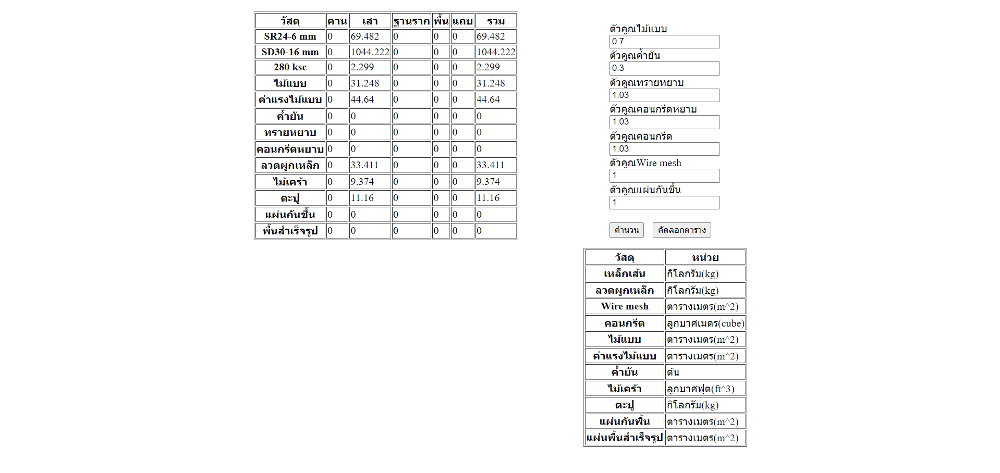 วัสดุ คาน เสา ฐานราก พื้น แถบ รวม
SR24-6 mm 0 69.482 0 0 0 69.482
SD30-16 mm 0 1044.222 0 0 0 1044.222
280 ksc 0 2.299 0 0 0 2.299
ไม้แบบ 0 31.248 0 0 0 31.248
ค่าแรงไม้แบบ 0 44.64 0 0 0 44.64
ค้ำยัน 0 0 0 0 0 0
ทรายหยาบ 0 0 0 0 0 0
คอนกรีตหยาบ 0 0 0 0 0 0
ลวดผูกเหล็ก 0 33.411 0 0 0 33.411
ไม้เคร้า 0 9.374 0 0 0 9.374
ตะปู 0 11.16 0 0 0 11.16
แผ่นกันชื้น 0 0 0 0 0 0
พื้นสำเร็จรูป 0 0 0 0 0 0
ตัวคูณไม้แบบ
0.7
ตัวคูณค้ำยัน
0.3
ตัวคูณทรายหยาบ
1.03
ตัวคูณคอนกรีตหยาบ
1.03
ตัวคูณคอนกรีต
1.03
ตัวคูณWire mesh
1
ตัวคูณแผ่นกันชื้น
1
คำนวน คัดลอกตาราง
วัสดุ หน่วย
เหล็กเส้น กิโลกรัม(kg)
ลวดผูกเหล็ก กิโลกรัม(kg)
Wire mesh ตารางเมตร(m^2)
คอนกรีต ลูกบาศเมตร(cube)
ไม้แบบ ตารางเมตร(m^2)
ค่าแรงไม้แบบ ตารางเมตร(m^2)
ค้ำยัน ต้น
ไม้เคร้า ลูกบาศฟุต(ft^3)
ตะปู กิโลกรัม(kg)
แผ่นกันพื้น ตารางเมตร(m^2)
แผ่นพื้นสำเร็จรูป ตารางเมตร(m^2)